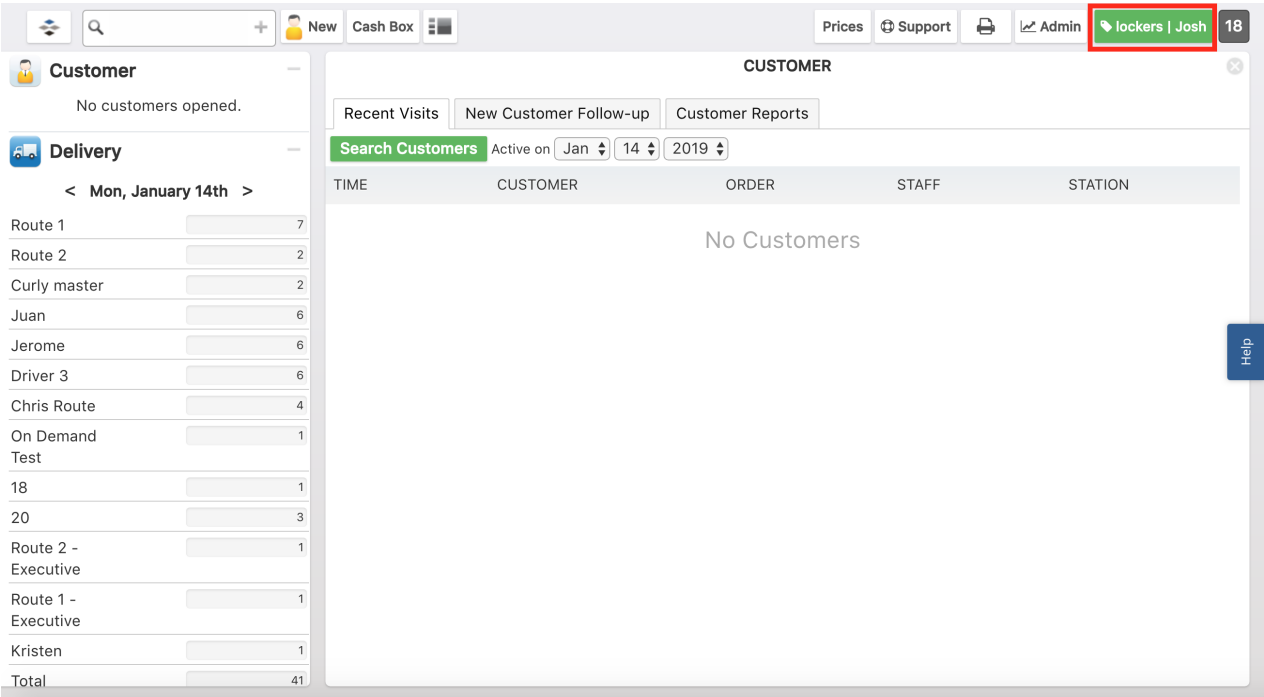 New
Cash Box
Prices
Support
Admin
lockers | Josh
18
Customer
No customers opened.
Delivery
< Mon, January 14th >
Route 1 7
Route 2 2
Curly master 2
Juan 6
Jerome 6
Driver 3 6
Chris Route 4
On Demand 1
Test
18 1
20 3
Route 2 - 1
Executive
Route 1 - 1
Executive
Kristen 1
Total 41
CUSTOMER
Recent Visits
New Customer Follow-up
Customer Reports
Search Customers Active on Jan 14 2019
TIME CUSTOMER ORDER STAFF STATION
No Customers
Help